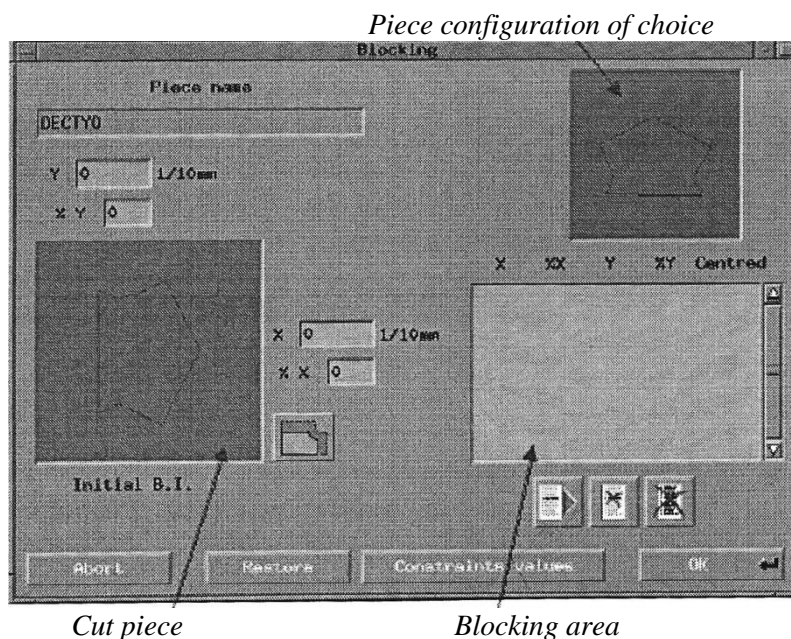 Piece configuration of choice
Blocking
Piece name
DECTYO
Y 0 1/10mm
% Y 0
X %X Y %Y Centred
X 0 1/10mm
% X 0
Initial B.I.
Abort Restore Constraints values OK
Cut piece Blocking area